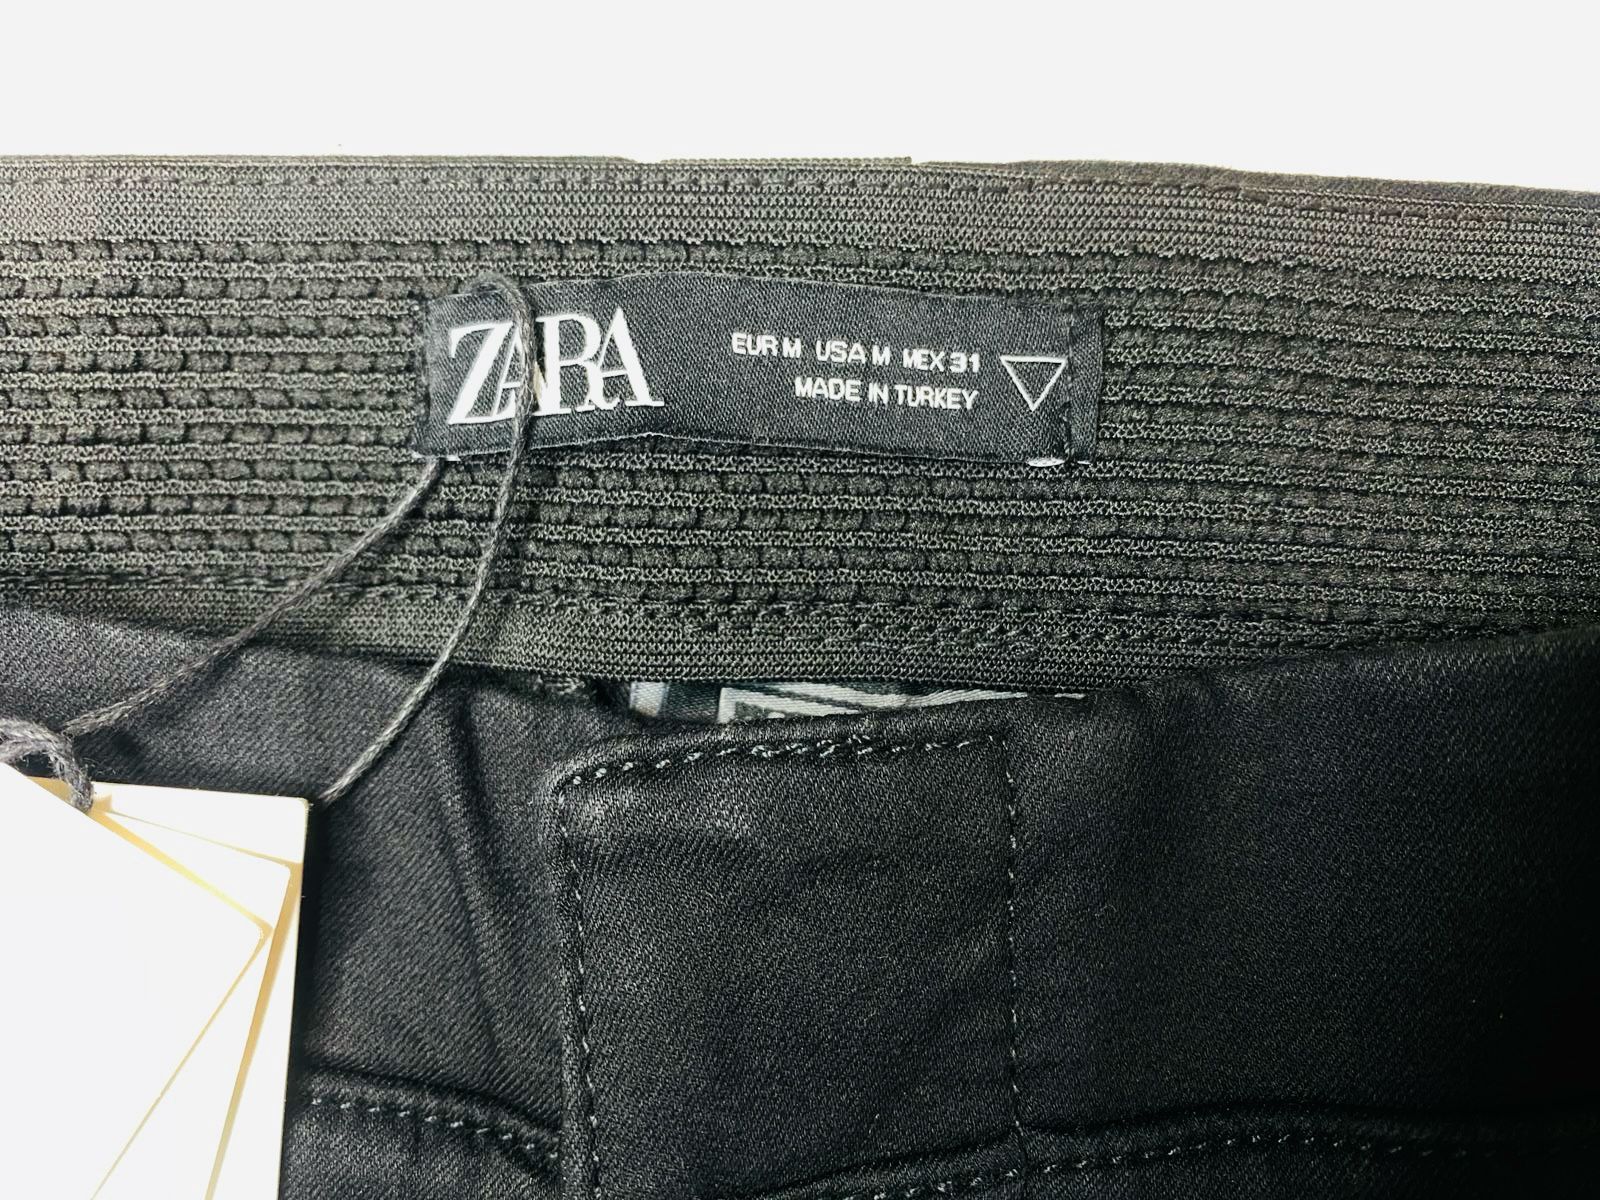 ZARA
EUR M USA M MEX 31
MADE IN TURKEY